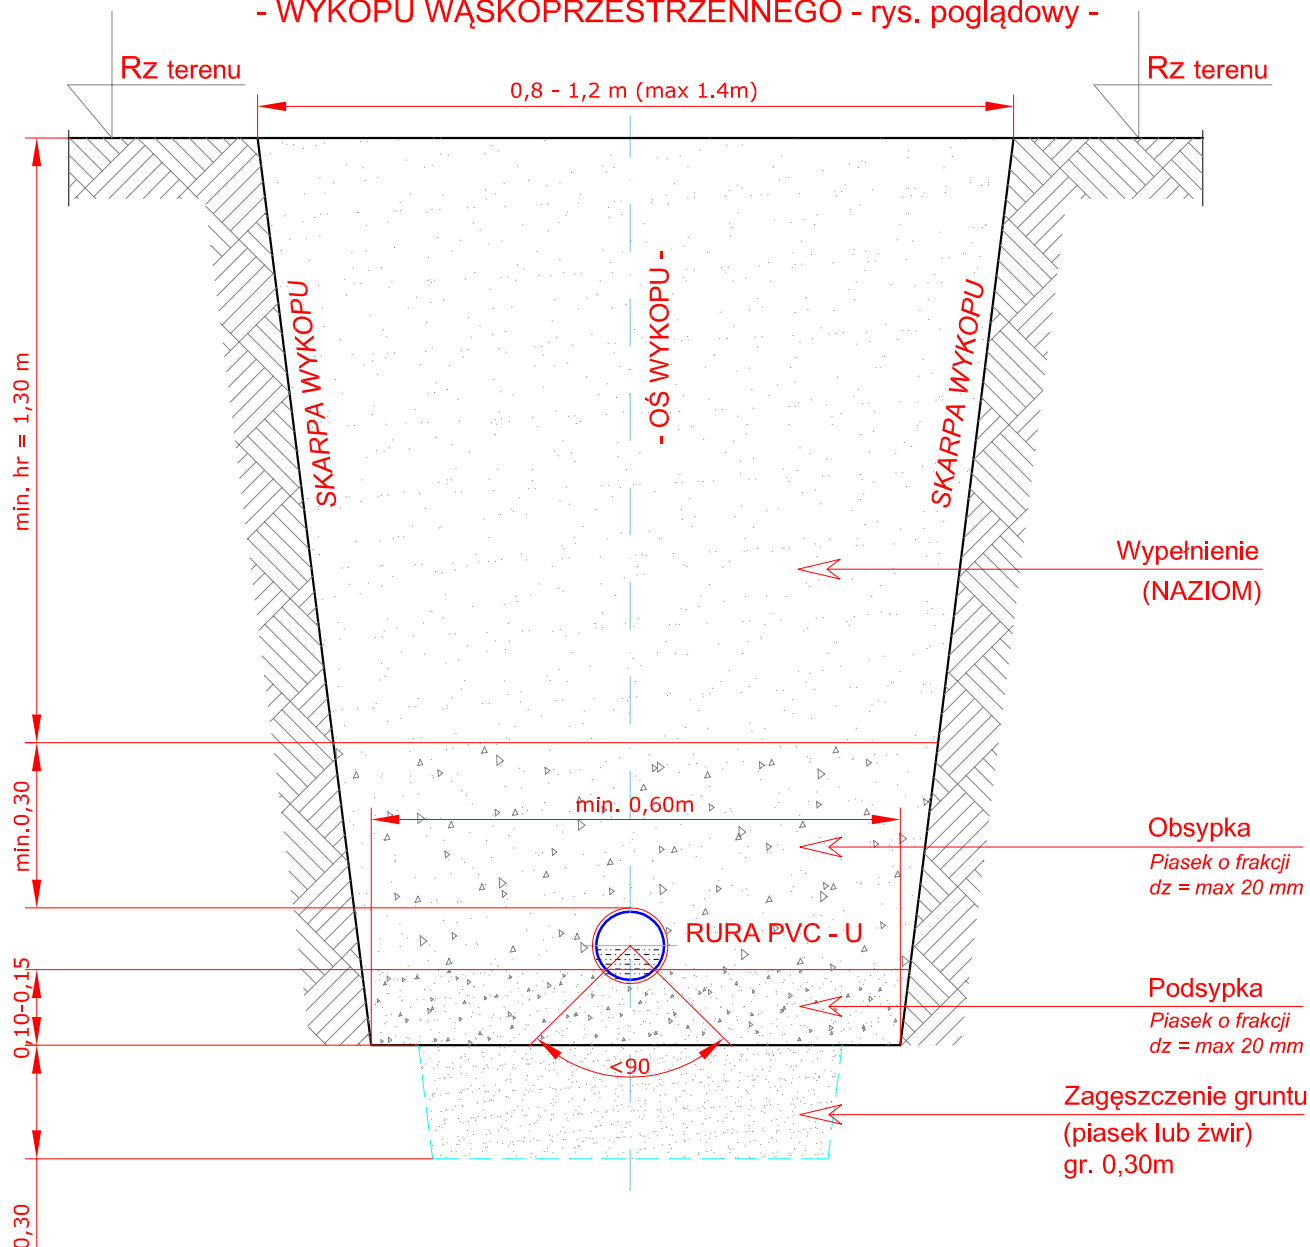 - WYKOPU WĄSKOPRZESTRZENNEGO - rys. poglądowy -
Rz terenu
0,8 - 1,2 m (max 1.4m)
Rz terenu
SKARPA WYKOPU
- OŚ WYKOPU -
SKARPA WYKOPU
min. hr = 1,30 m
Wypełnienie
(NAZIOM)
min.0,30
min. 0,60m
Obsypka
Piasek o frakcji
dz = max 20 mm
RURA PVC - U
0,10-0,15
Podsypka
Piasek o frakcji
dz = max 20 mm
<90
Zagęszczenie gruntu
(piasek lub żwir)
gr. 0,30m
0,30